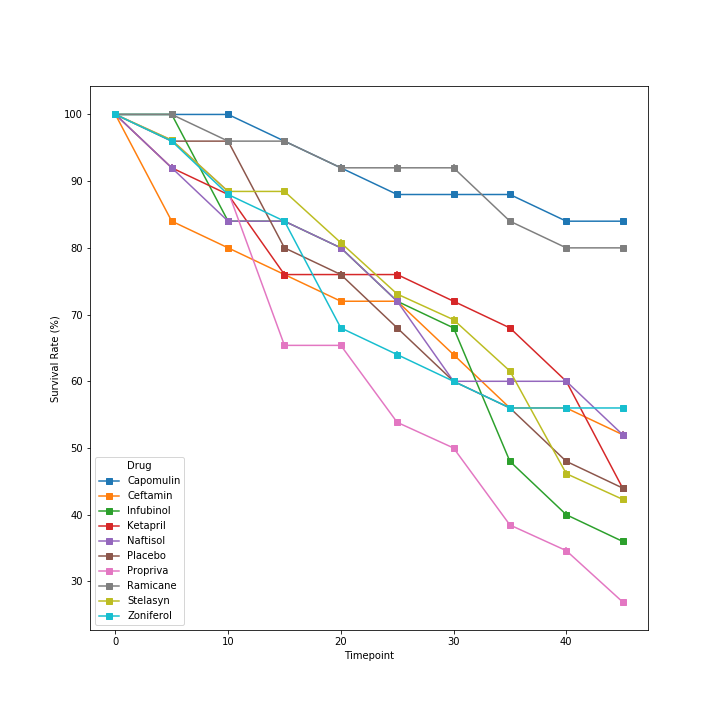 100
90
80
70
60
50
40
30
Survival Rate (%)
Drug
Capomulin
Ceftamin
Infubinol
Ketapril
Naftisol
Placebo
Propriva
Ramicane
Stelasyn
Zoniferol
0 10 20 30 40
Timepoint